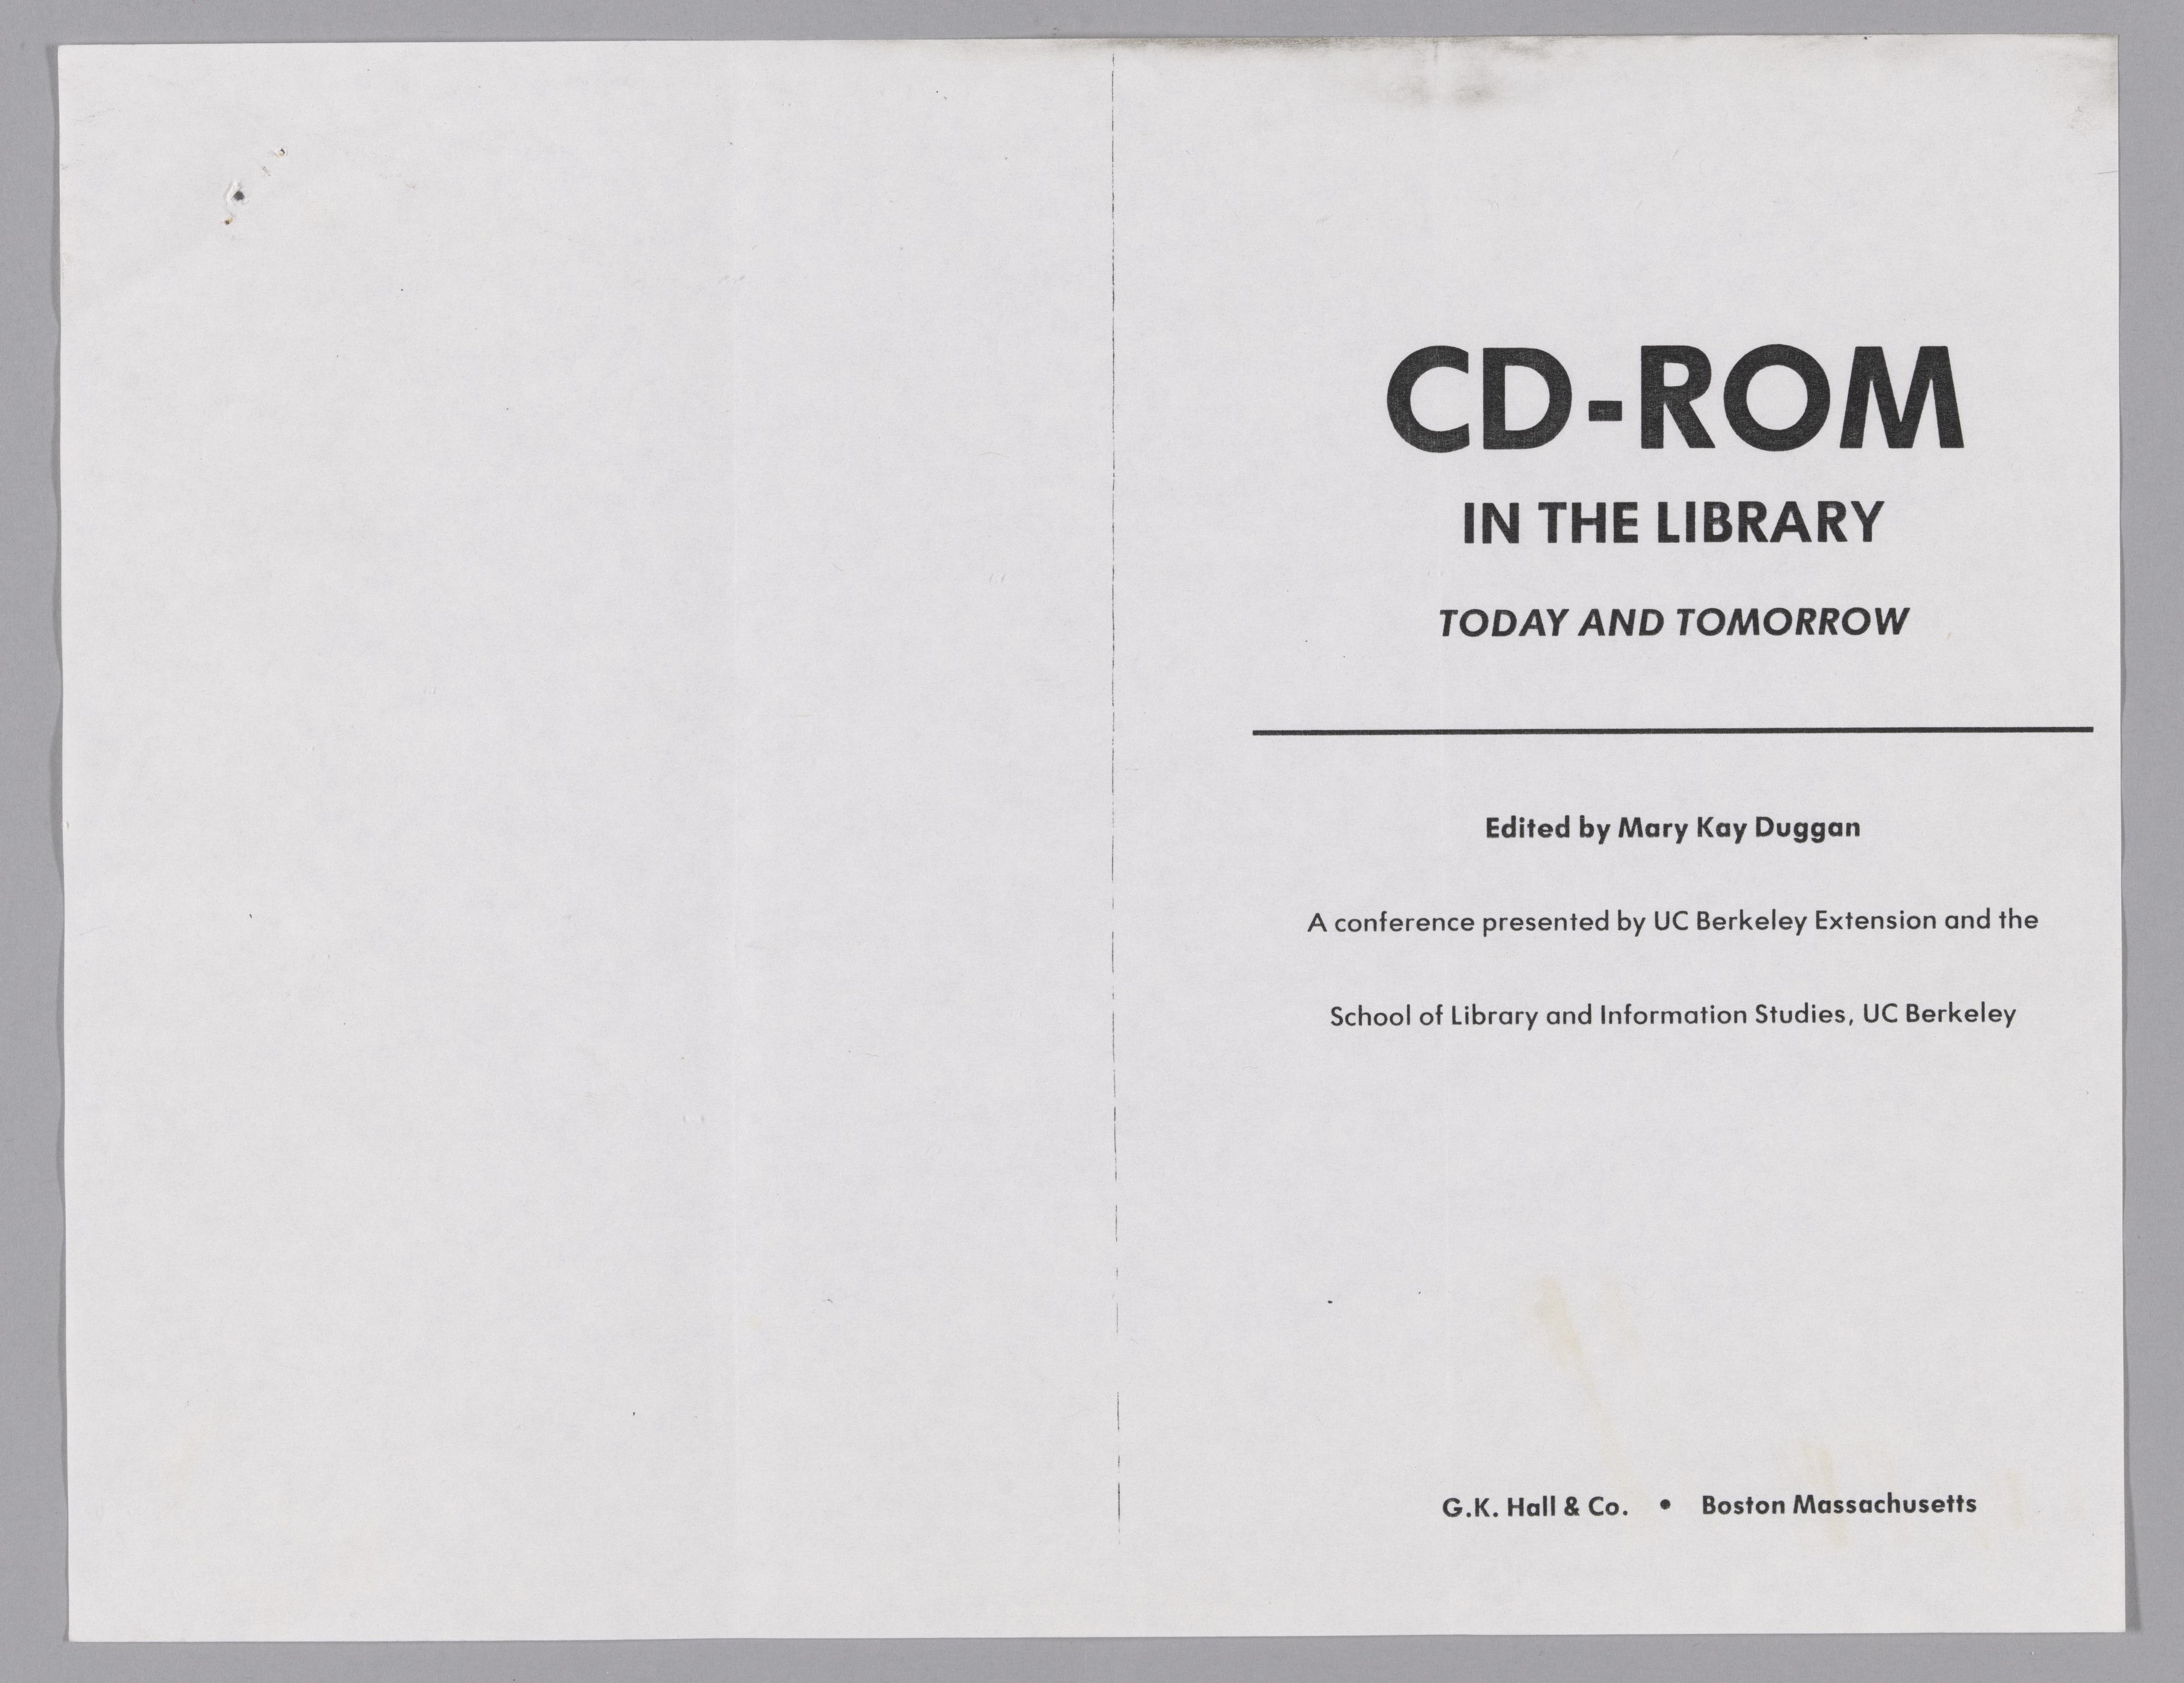 CD-ROM
IN THE LIBRARY
TODAY AND TOMORROW
Edited by Mary Kay Duggan
A conference presented by UC Berkeley Extension and the
School of Library and Information Studies, UC Berkeley
G.K. Hall & Co. • Boston Massachusetts